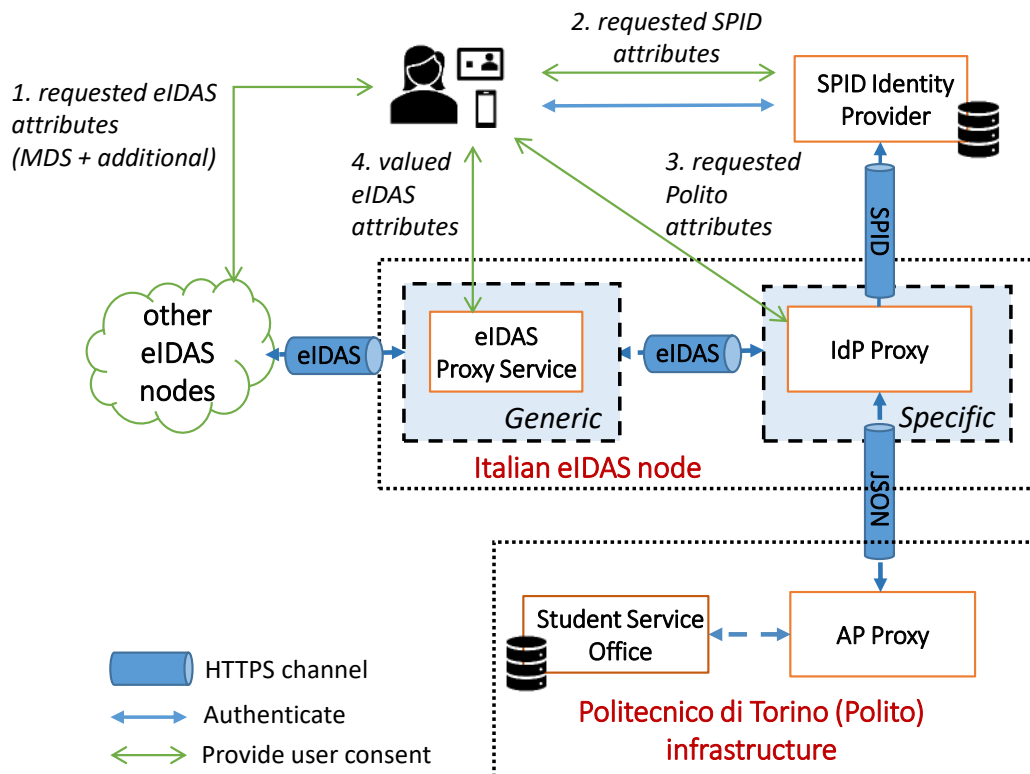 2. requested SPID
attributes
1. requested eIDAS
attributes
(MDS + additional)
SPID Identity
Provider
4. valued
eIDAS
attributes
3. requested
Polito
attributes
SPID
other
eIDAS
nodes
eIDAS
eIDAS
Proxy Service
Generic
eIDAS
IdP Proxy
Specific
Italian eIDAS node
JSON
Student Service
Office
AP Proxy
HTTPS channel
Authenticate
Provide user consent
Politecnico di Torino (Polito)
infrastructure